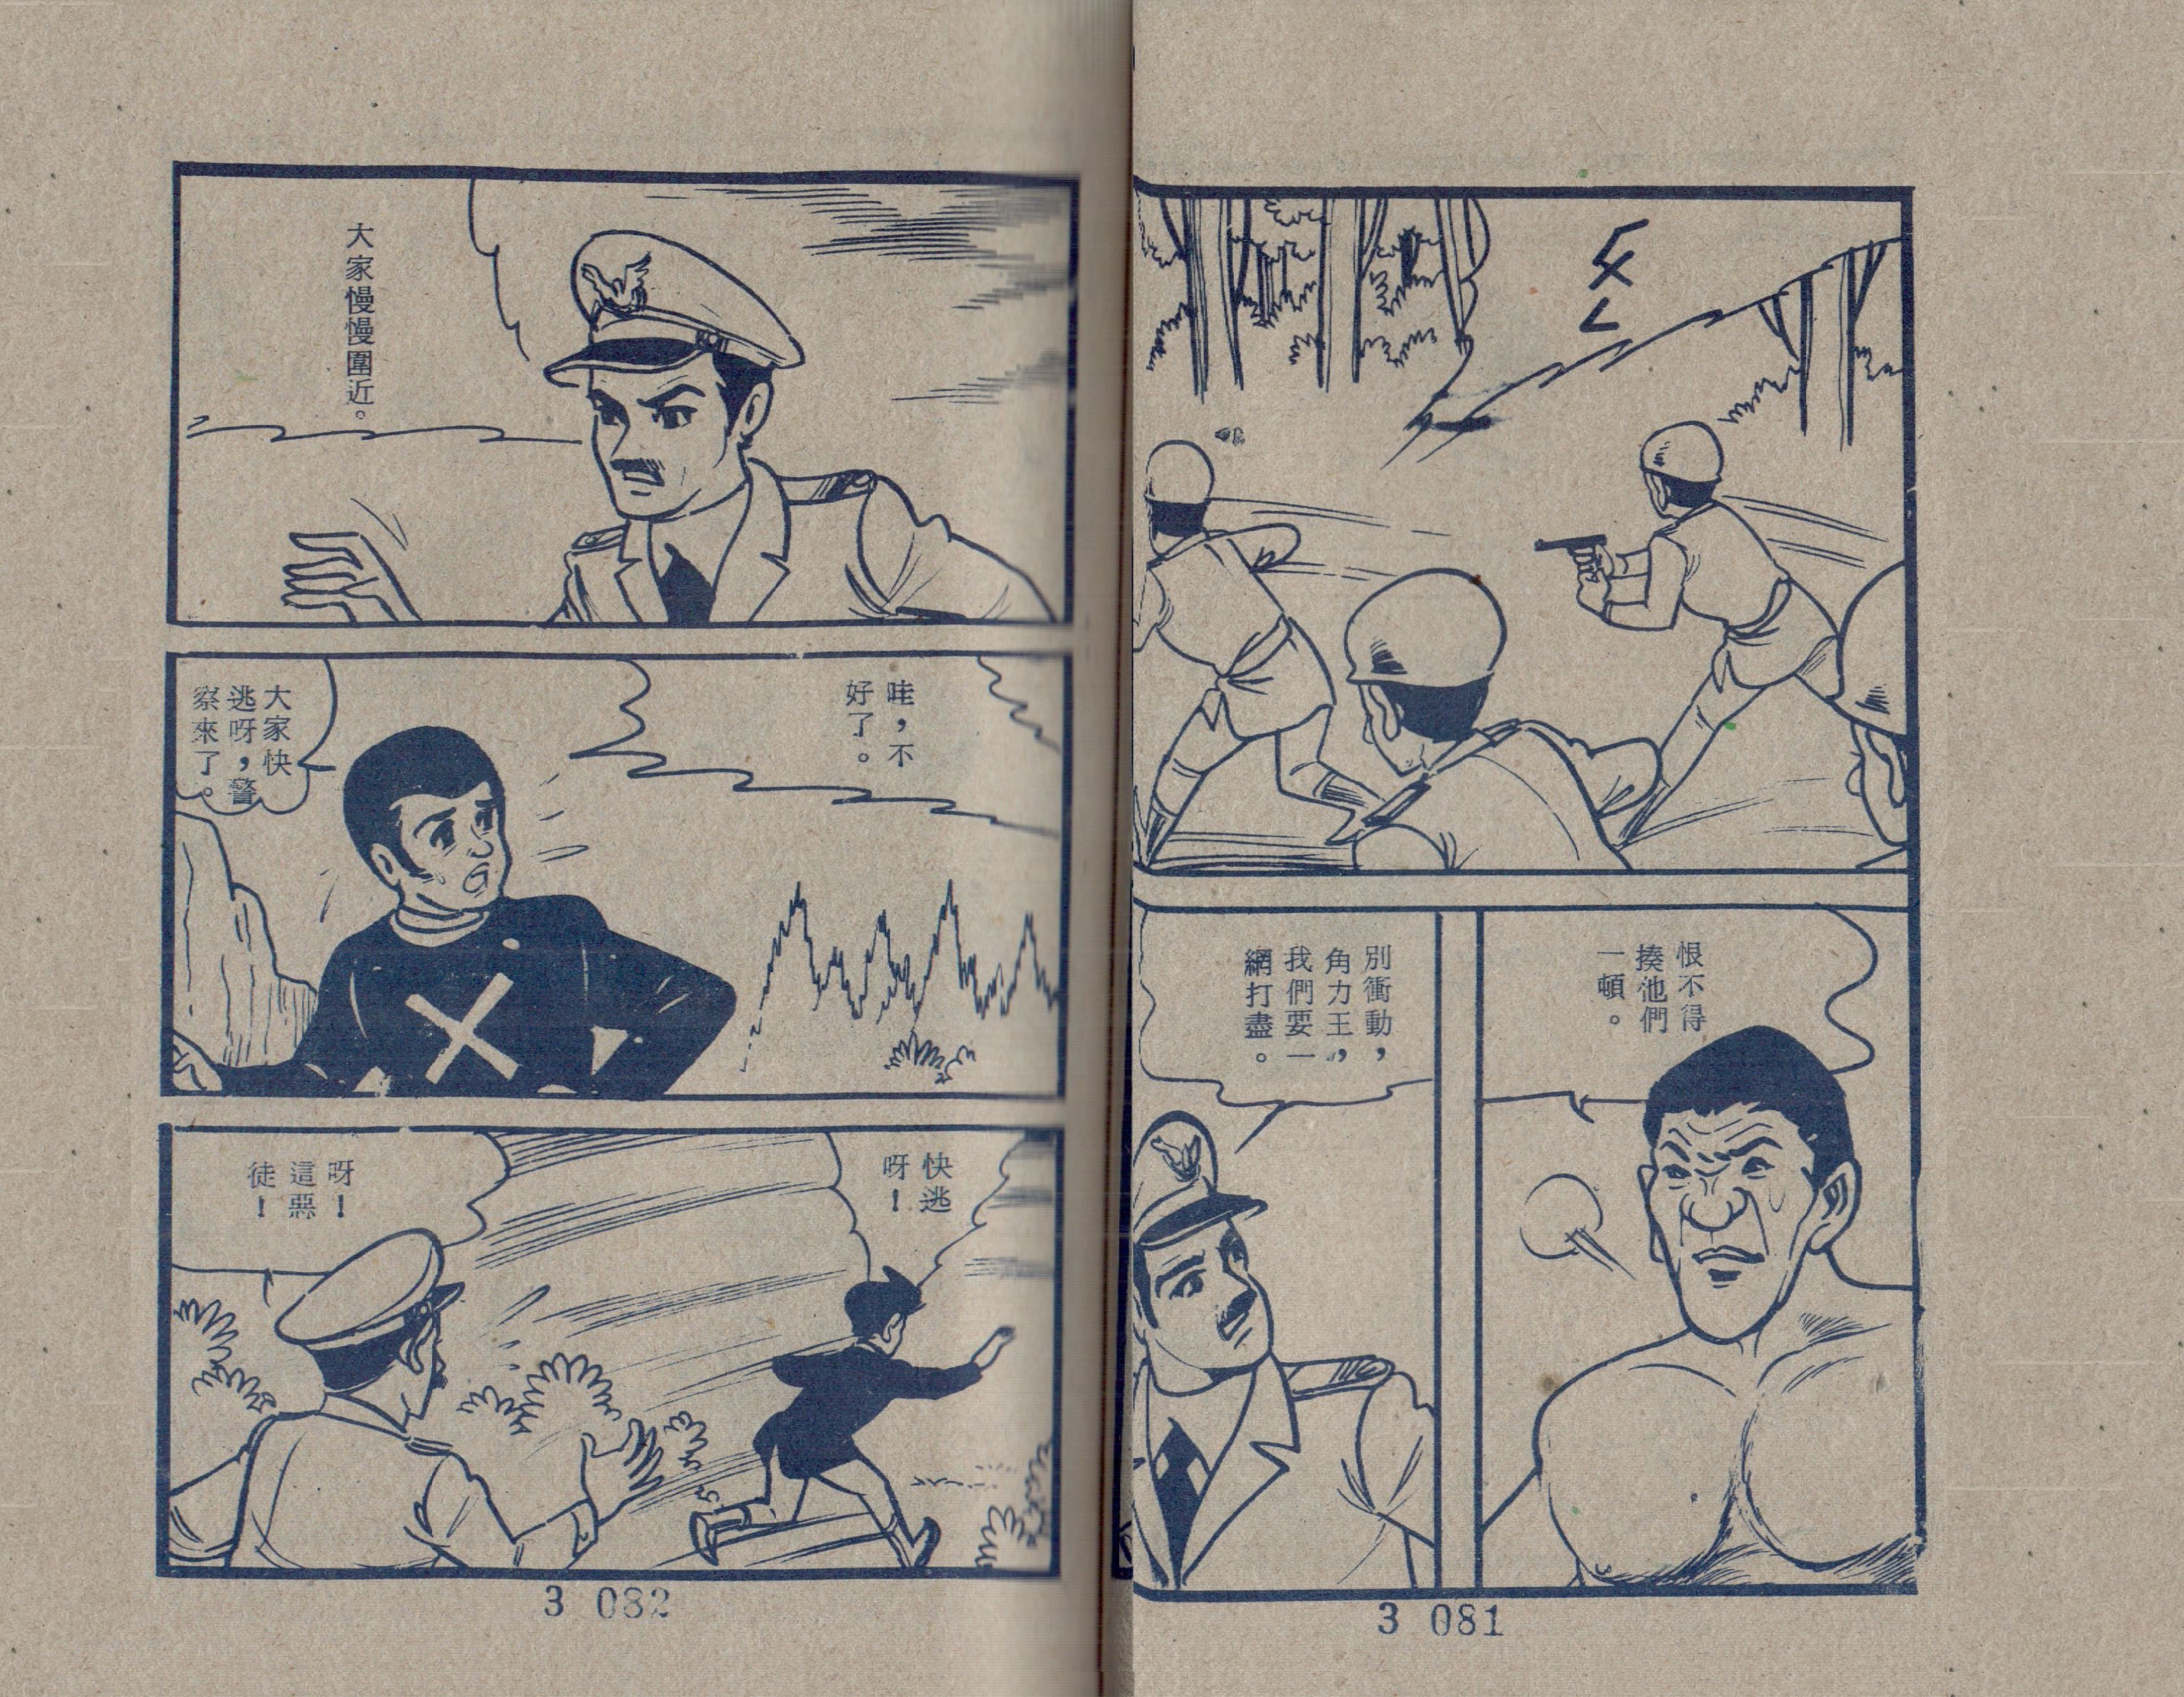 恨不得
揍他們
一頓。
別衝動，
角力王，
我們要一
網打盡。
3 081
大家慢慢圍近。
哇，不
好了。
大家快
逃呀，警
察來了。
快逃
呀！
呀！
這惡
徒！
3 082